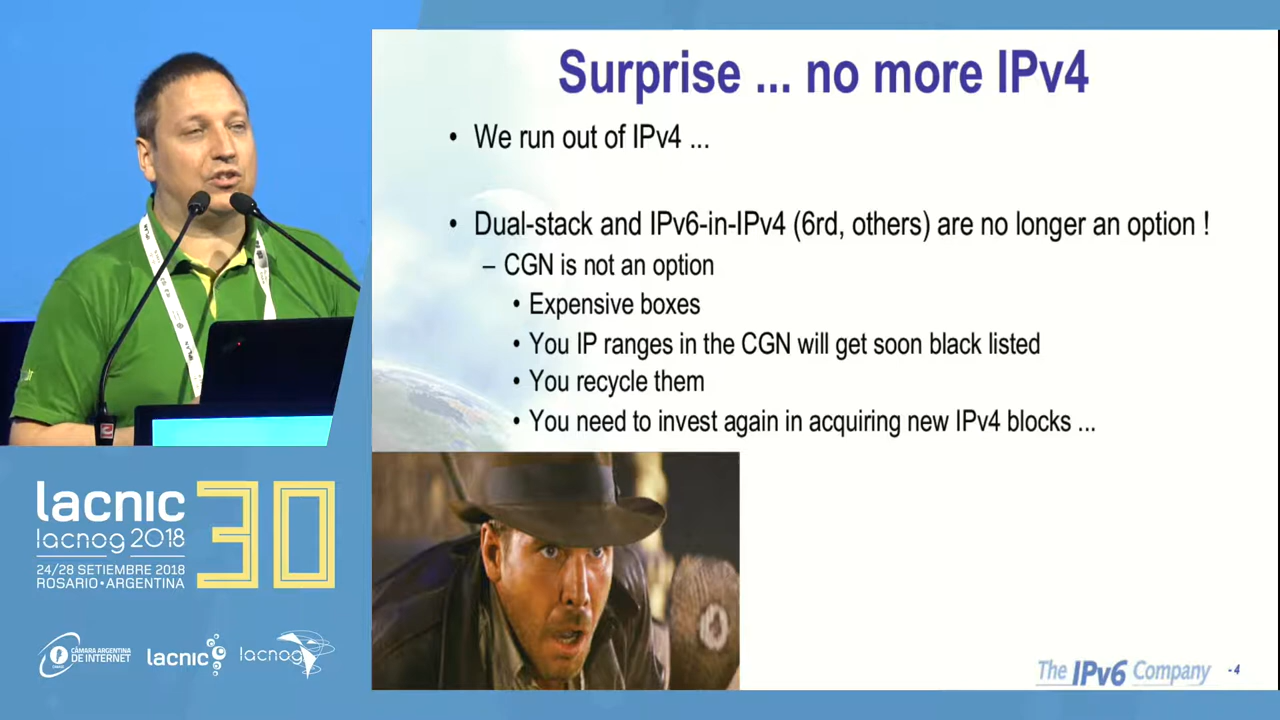 Surprise ... no more IPv4
• We run out of IPv4 ...
• Dual-stack and IPv6-in-IPv4 (6rd, others) are no longer an option !
– CGN is not an option
• Expensive boxes
• You IP ranges in the CGN will get soon black listed
• You recycle them
• You need to invest again in acquiring new IPv4 blocks ...
The IPv6 Company
- 4
lacnic 30
lacnog 2018
24/28 SETIEMBRE 2018
ROSARIO•ARGENTINA
CÁMARA ARGENTINA
DE INTERNET
lacnic
lacnog